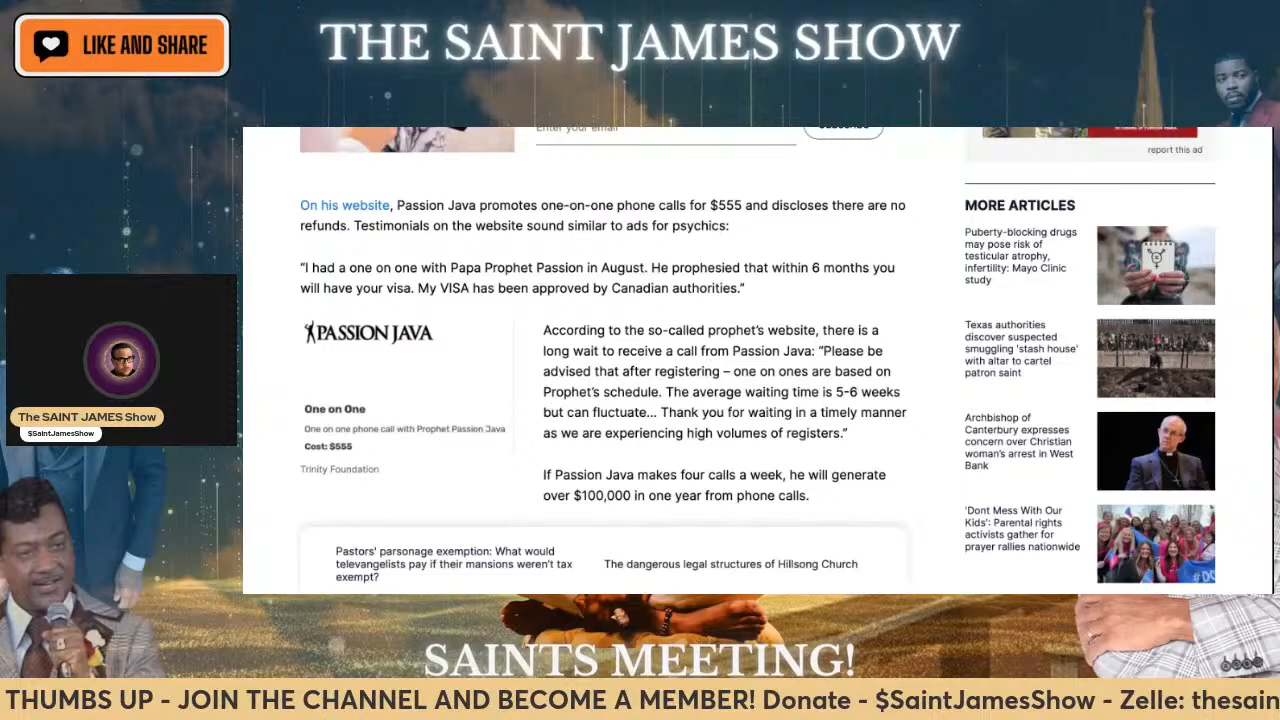 LIKE AND SHARE
THE SAINT JAMES SHOW
Enter your email
Subscribe
report this ad
On his website, Passion Java promotes one-on-one phone calls for $555 and discloses there are no
refunds. Testimonials on the website sound similar to ads for psychics:
“I had a one on one with Papa Prophet Passion in August. He prophesied that within 6 months you
will have your visa. My VISA has been approved by Canadian authorities.”
PASSION JAVA
One on One
One on one phone call with Prophet Passion Java
Cost: $555
Trinity Foundation
According to the so-called prophet’s website, there is a
long wait to receive a call from Passion Java: “Please be
advised that after registering – one on ones are based on
Prophet’s schedule. The average waiting time is 5-6 weeks
but can fluctuate... Thank you for waiting in a timely manner
as we are experiencing high volumes of registers.”
If Passion Java makes four calls a week, he will generate
over $100,000 in one year from phone calls.
Pastors' parsonage exemption: What would
televangelists pay if their mansions weren’t tax
exempt?
The dangerous legal structures of Hillsong Church
MORE ARTICLES
Puberty-blocking drugs
may pose risk of
testicular atrophy,
infertility: Mayo Clinic
study
Texas authorities
discover suspected
smuggling 'stash house'
with altar to cartel
patron saint
Archbishop of
Canterbury expresses
concern over Christian
woman's arrest in West
Bank
'Dont Mess With Our
Kids': Parental rights
activists gather for
prayer rallies nationwide
The SAINT JAMES Show
$SaintJamesShow
SAINTS MEETING!
THUMBS UP - JOIN THE CHANNEL AND BECOME A MEMBER! Donate - $SaintJamesShow - Zelle: thesain